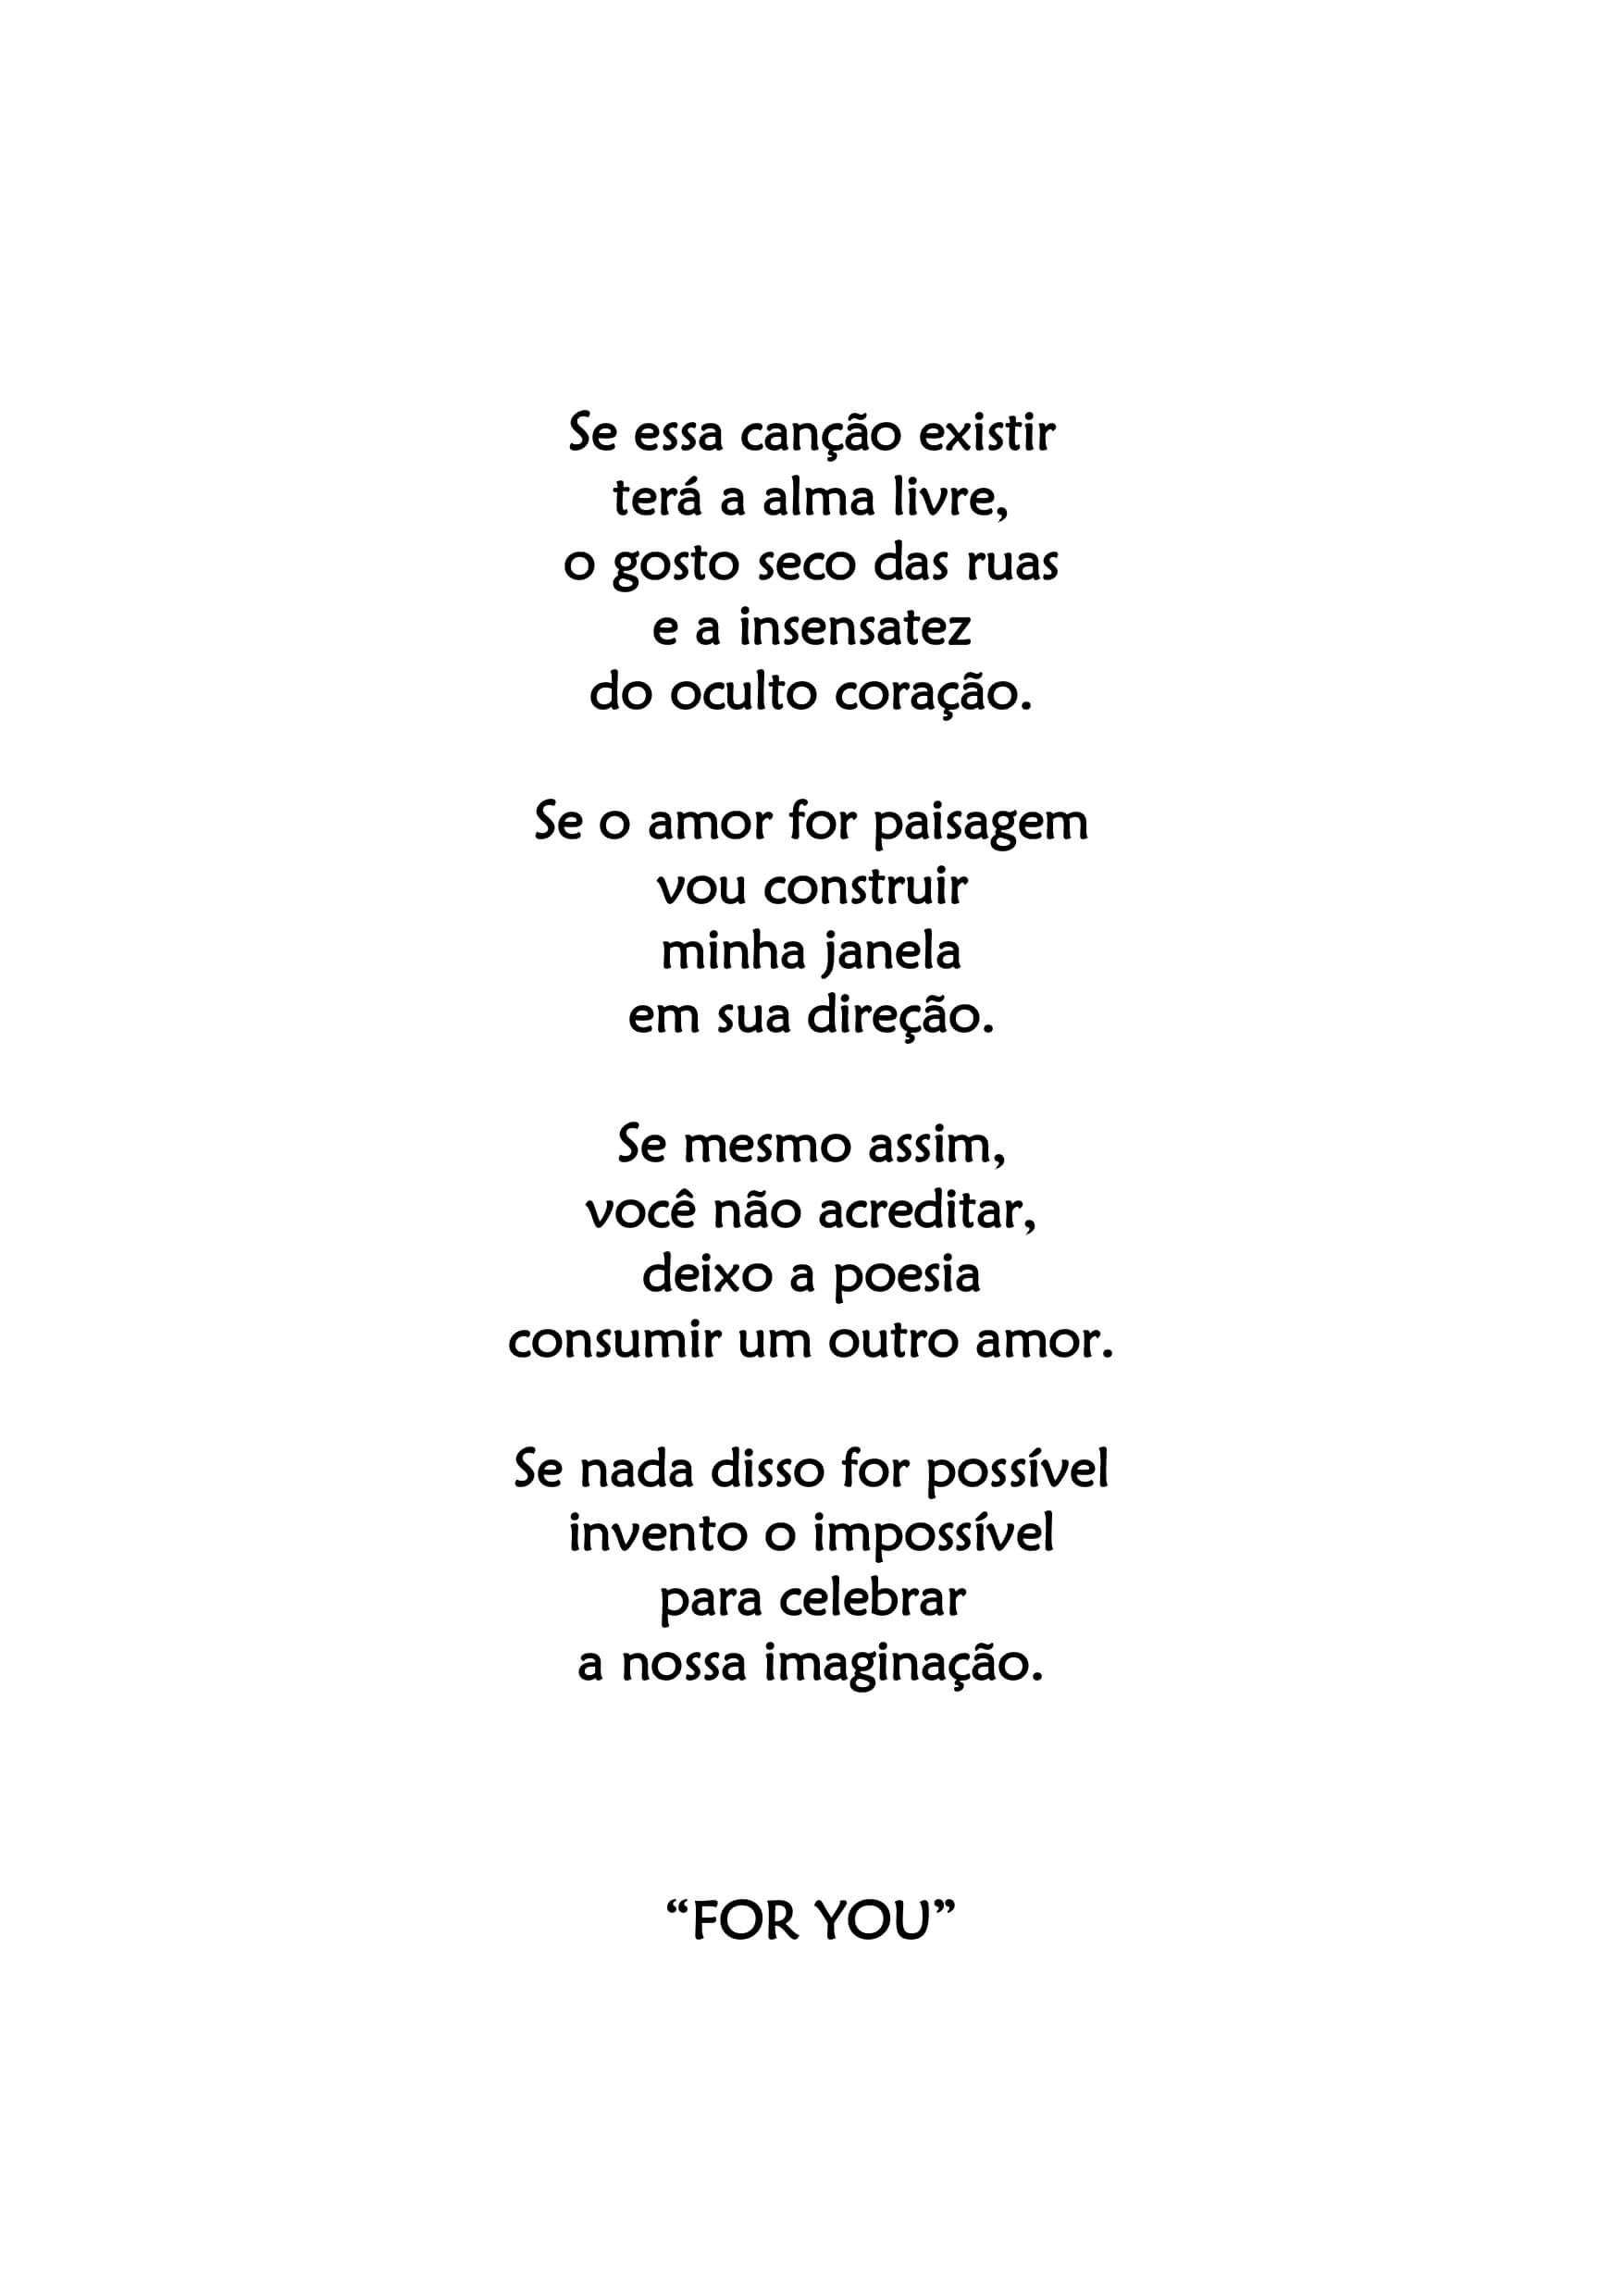 Se essa canção existir
terá a alma livre,
o gosto seco das ruas
e a insensatez
do oculto coração.
Se o amor for paisagem
vou construir
minha janela
em sua direção.
Se mesmo assim,
você não acreditar,
deixo a poesia
consumir um outro amor.
Se nada disso for possível
invento o impossível
para celebrar
a nossa imaginação.
“FOR YOU”